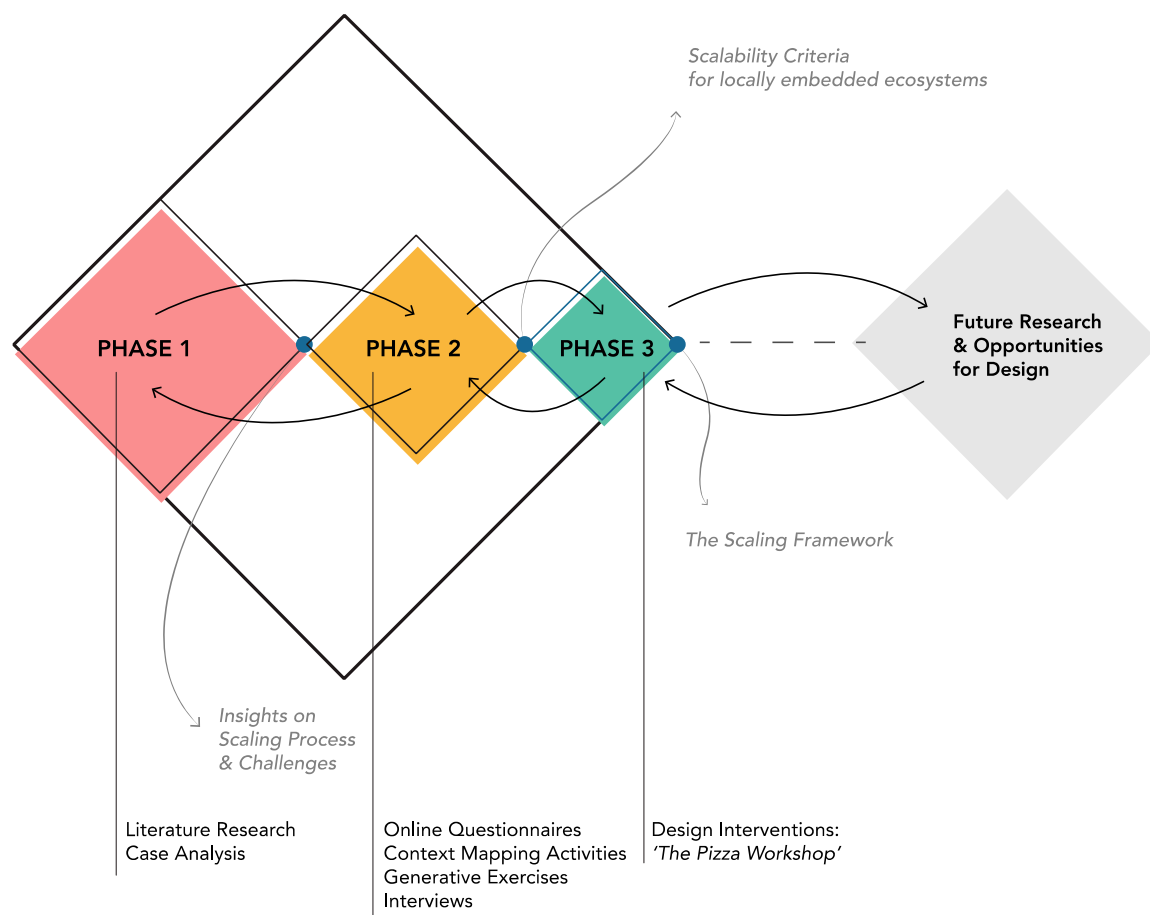 Scalability Criteria
for locally embedded ecosystems
PHASE 1
PHASE 2
PHASE 3
Future Research
& Opportunities
for Design
The Scaling Framework
Insights on
Scaling Process
& Challenges
Literature Research
Case Analysis
Online Questionnaires
Context Mapping Activities
Generative Exercises
Interviews
Design Interventions:
'The Pizza Workshop'